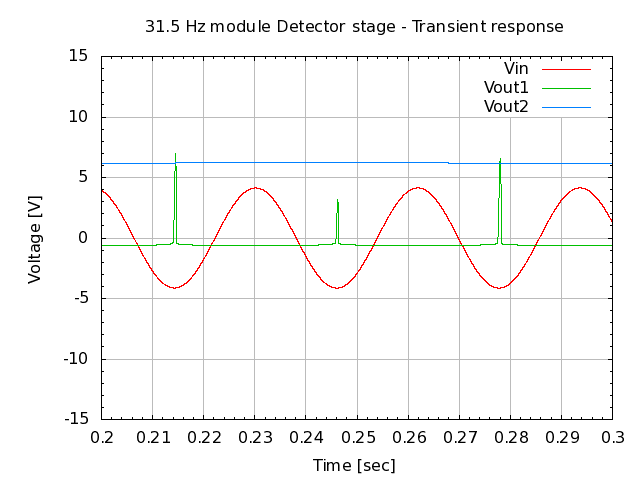 31.5 Hz module Detector stage - Transient response
Vin
Vout1
Vout2
15
10
5
0
-5
-10
-15
Voltage [V]
0.2 0.21 0.22 0.23 0.24 0.25 0.26 0.27 0.28 0.29 0.3
Time [sec]